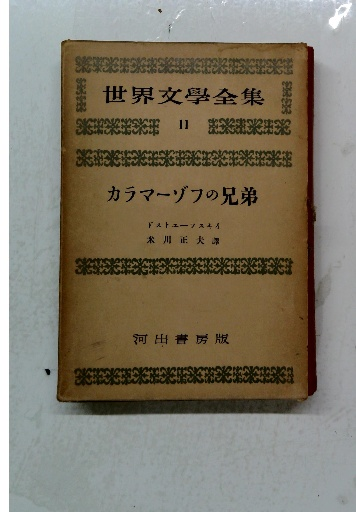 世界文學全集
11
カラマーゾフの兄弟
ドストエーフスキイ
米川正夫譯
河出書房版